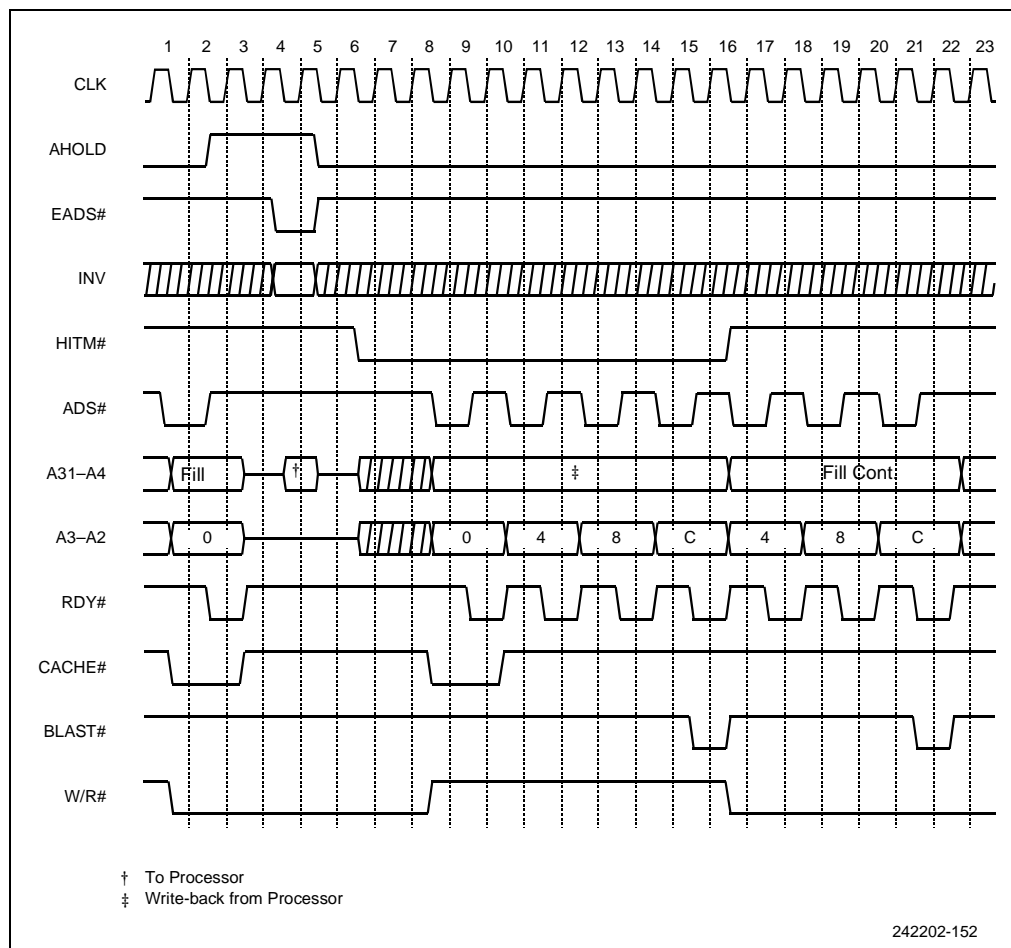 1 2 3 4 5 6 7 8 9 10 11 12 13 14 15 16 17 18 19 20 21 22 23
CLK
AHOLD
EADS#
INV
HITM#
ADS#
A31–A4 Fill † ‡ Fill Cont.
A3–A2 0 0 4 8 C 4 8 C
RDY#
CACHE#
BLAST#
W/R#
† To Processor
‡ Write-back from Processor
242202-152